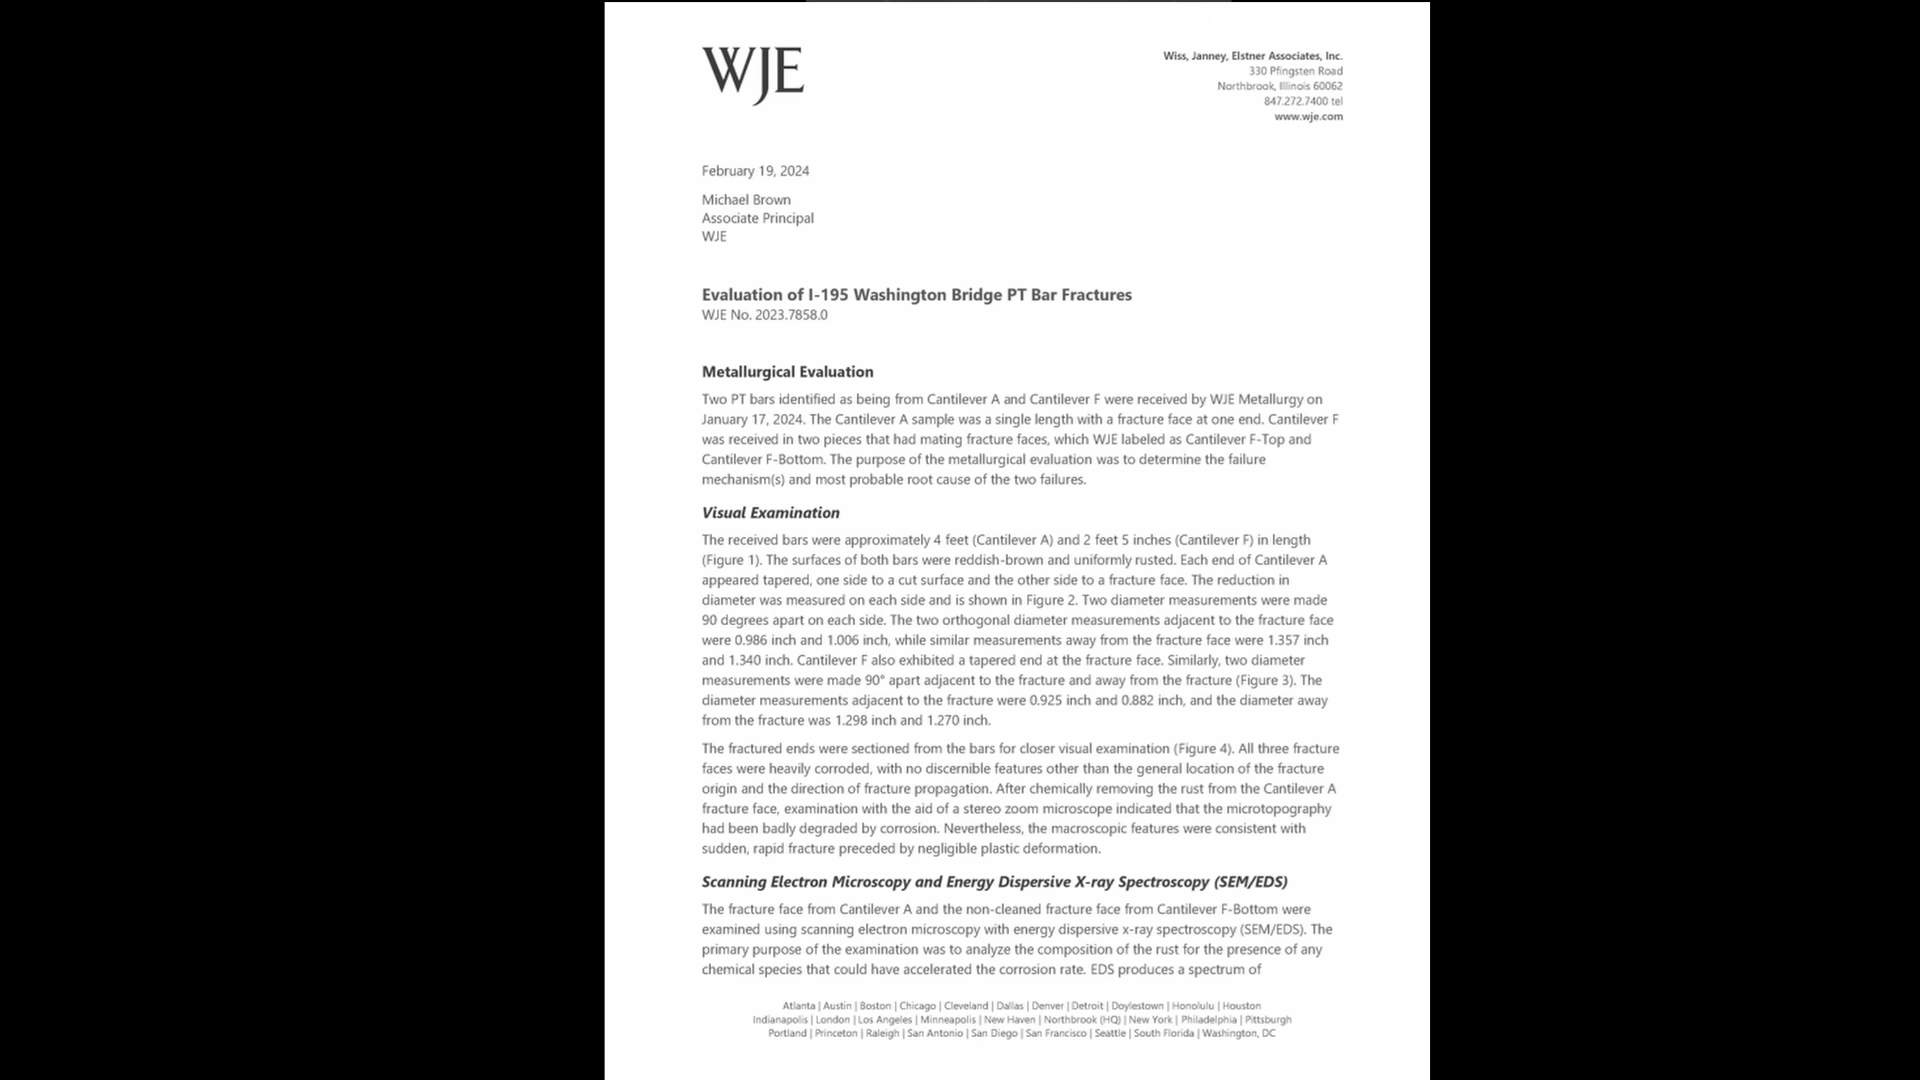 WJE
Wiss, Janney, Elstner Associates, Inc.
330 Pfingsten Road
Northbrook, Illinois 60062
847.272.7400 tel
www.wje.com
February 19, 2024
Michael Brown
Associate Principal
WJE
Evaluation of I-195 Washington Bridge PT Bar Fractures
WJE No. 2023.7858.0
Metallurgical Evaluation
Two PT bars identified as being from Cantilever A and Cantilever F were received by WJE Metallurgy on
January 17, 2024. The Cantilever A sample was a single length with a fracture face at one end. Cantilever F
was received in two pieces that had mating fracture faces, which WJE labeled as Cantilever F-Top and
Cantilever F-Bottom. The purpose of the metallurgical evaluation was to determine the failure
mechanism(s) and most probable root cause of the two failures.
Visual Examination
The received bars were approximately 4 feet (Cantilever A) and 2 feet 5 inches (Cantilever F) in length
(Figure 1). The surfaces of both bars were reddish-brown and uniformly rusted. Each end of Cantilever A
appeared tapered, one side to a cut surface and the other side to a fracture face. The reduction in
diameter was measured on each side and is shown in Figure 2. Two diameter measurements were made
90 degrees apart on each side. The two orthogonal diameter measurements adjacent to the fracture face
were 0.986 inch and 1.006 inch, while similar measurements away from the fracture face were 1.357 inch
and 1.340 inch. Cantilever F also exhibited a tapered end at the fracture face. Similarly, two diameter
measurements were made 90° apart adjacent to the fracture and away from the fracture (Figure 3). The
diameter measurements adjacent to the fracture were 0.925 inch and 0.882 inch, and the diameter away
from the fracture was 1.298 inch and 1.270 inch.
The fractured ends were sectioned from the bars for closer visual examination (Figure 4). All three fracture
faces were heavily corroded, with no discernible features other than the general location of the fracture
origin and the direction of fracture propagation. After chemically removing the rust from the Cantilever A
fracture face, examination with the aid of a stereo zoom microscope indicated that the microtopography
had been badly degraded by corrosion. Nevertheless, the macroscopic features were consistent with
sudden, rapid fracture preceded by negligible plastic deformation.
Scanning Electron Microscopy and Energy Dispersive X-ray Spectroscopy (SEM/EDS)
The fracture face from Cantilever A and the non-cleaned fracture face from Cantilever F-Bottom were
examined using scanning electron microscopy with energy dispersive x-ray spectroscopy (SEM/EDS). The
primary purpose of the examination was to analyze the composition of the rust for the presence of any
chemical species that could have accelerated the corrosion rate. EDS produces a spectrum of
Atlanta | Austin | Boston | Chicago | Cleveland | Dallas | Denver | Detroit | Doylestown | Honolulu | Houston
Indianapolis | London | Los Angeles | Minneapolis | New Haven | Northbrook (HQ) | New York | Philadelphia | Pittsburgh
Portland | Princeton | Raleigh | San Antonio | San Diego | San Francisco | Seattle | South Florida | Washington, DC